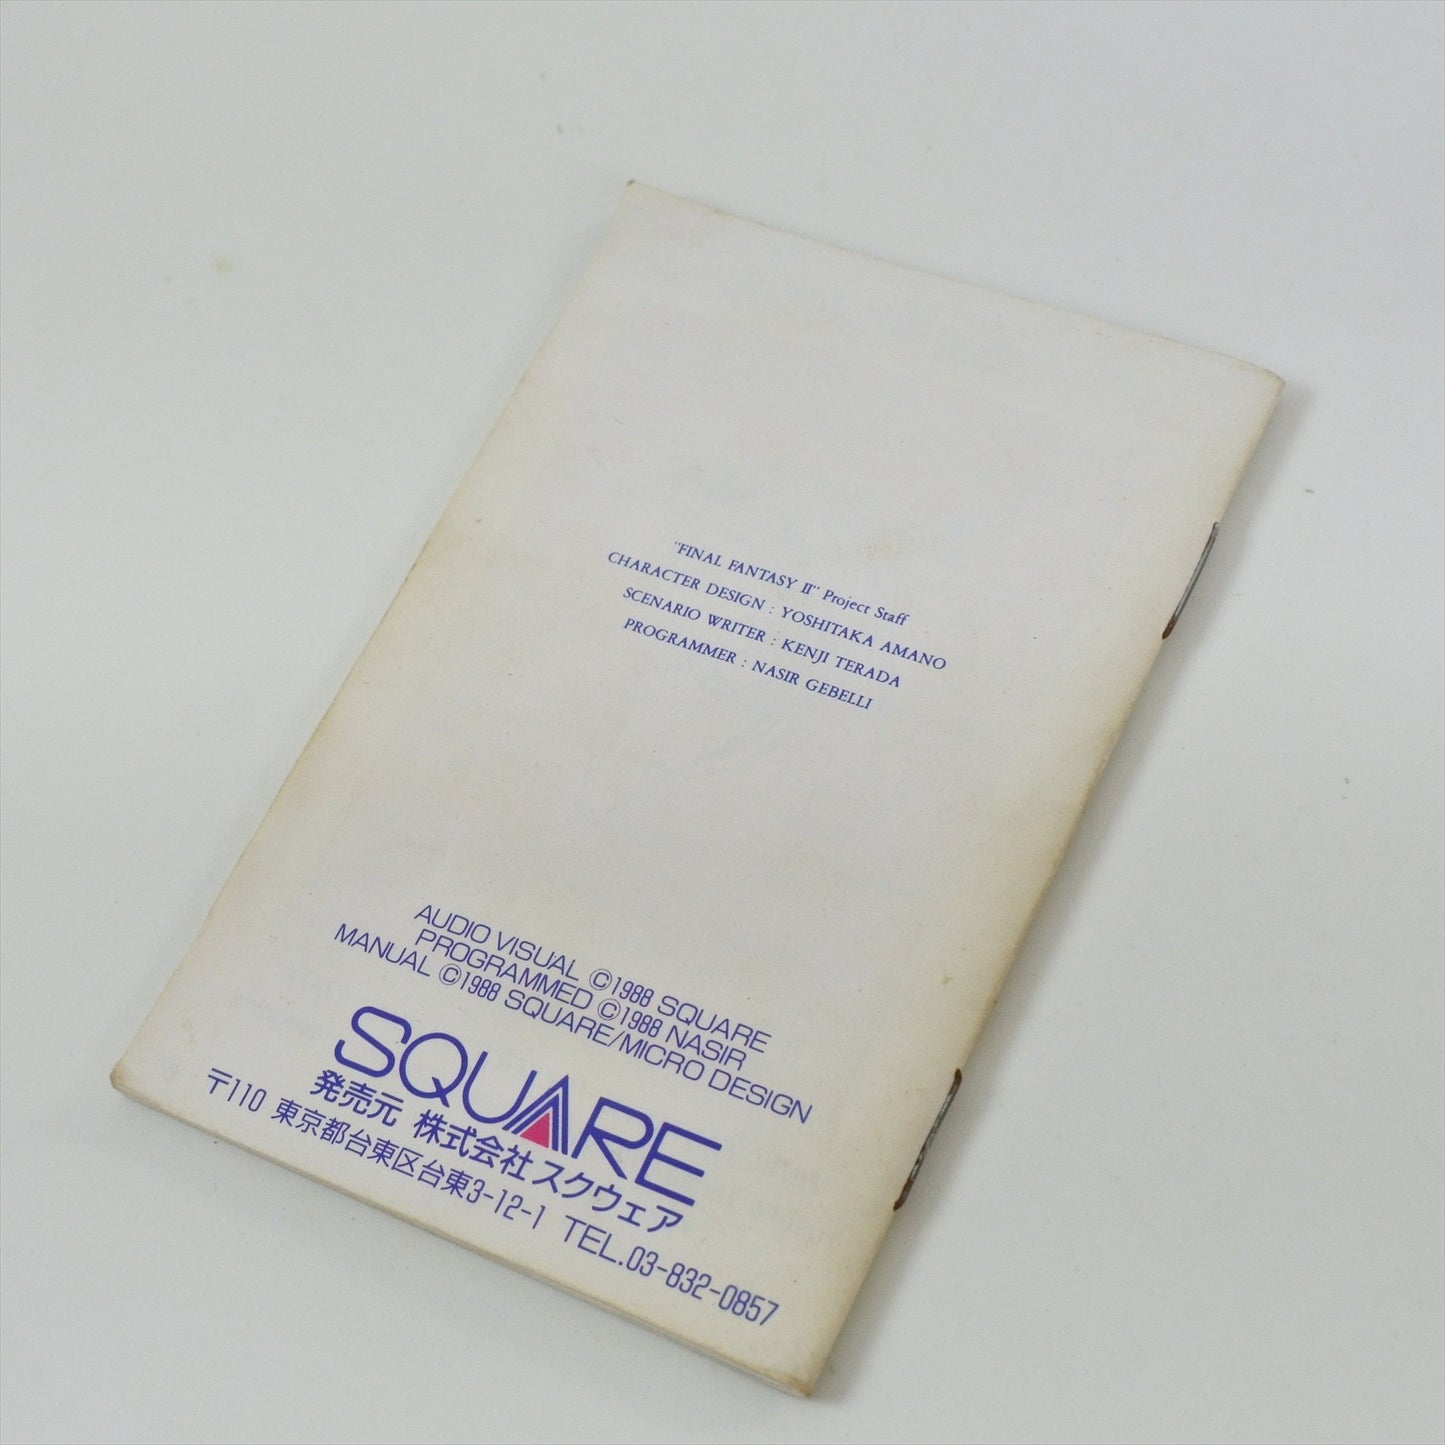 "FINAL FANTASY II" Project Staff
CHARACTER DESIGN : YOSHITAKA AMANO
SCENARIO WRITER : KENJI TERADA
PROGRAMMER : NASIR GEBELLI
AUDIO VISUAL ©1988 SQUARE
PROGRAMMED ©1988 NASIR
MANUAL ©1988 SQUARE/MICRO DESIGN
SQUARE
発売元 株式会社スクウェア
〒110 東京都台東区台東3-12-1 TEL.03-832-0857